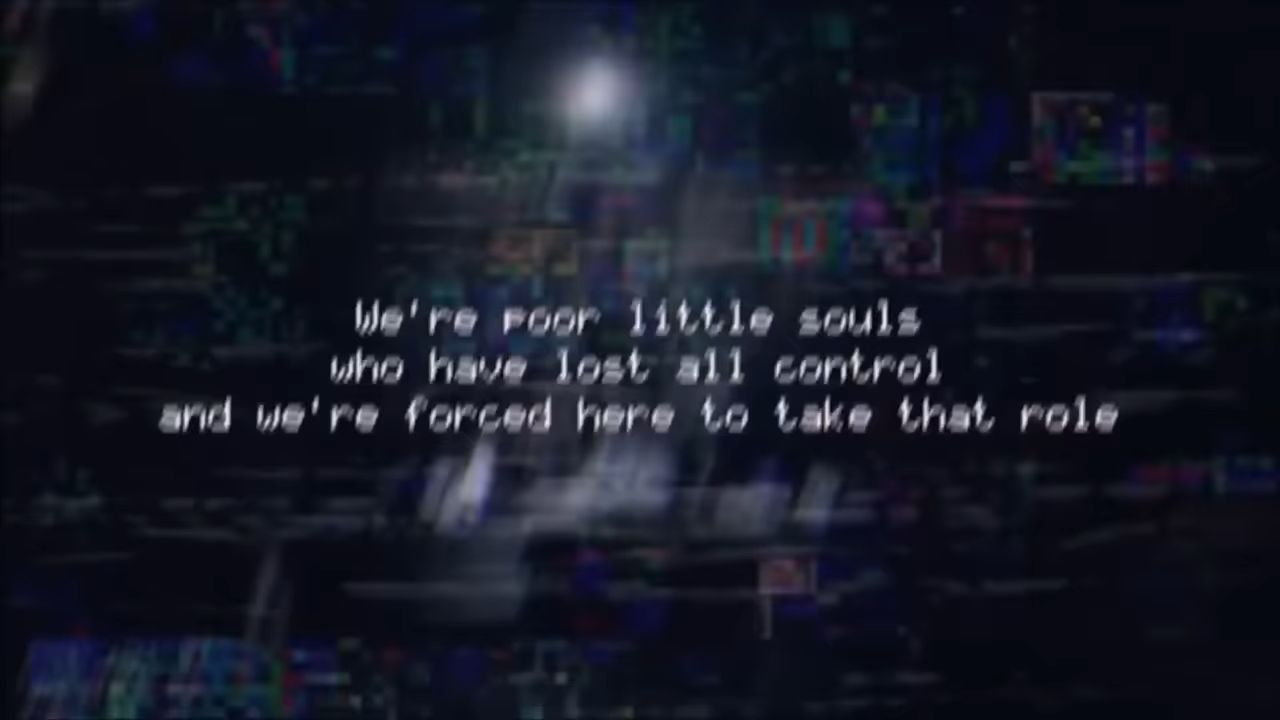 We're poor little souls
who have lost all control
and we're forced here to take that role